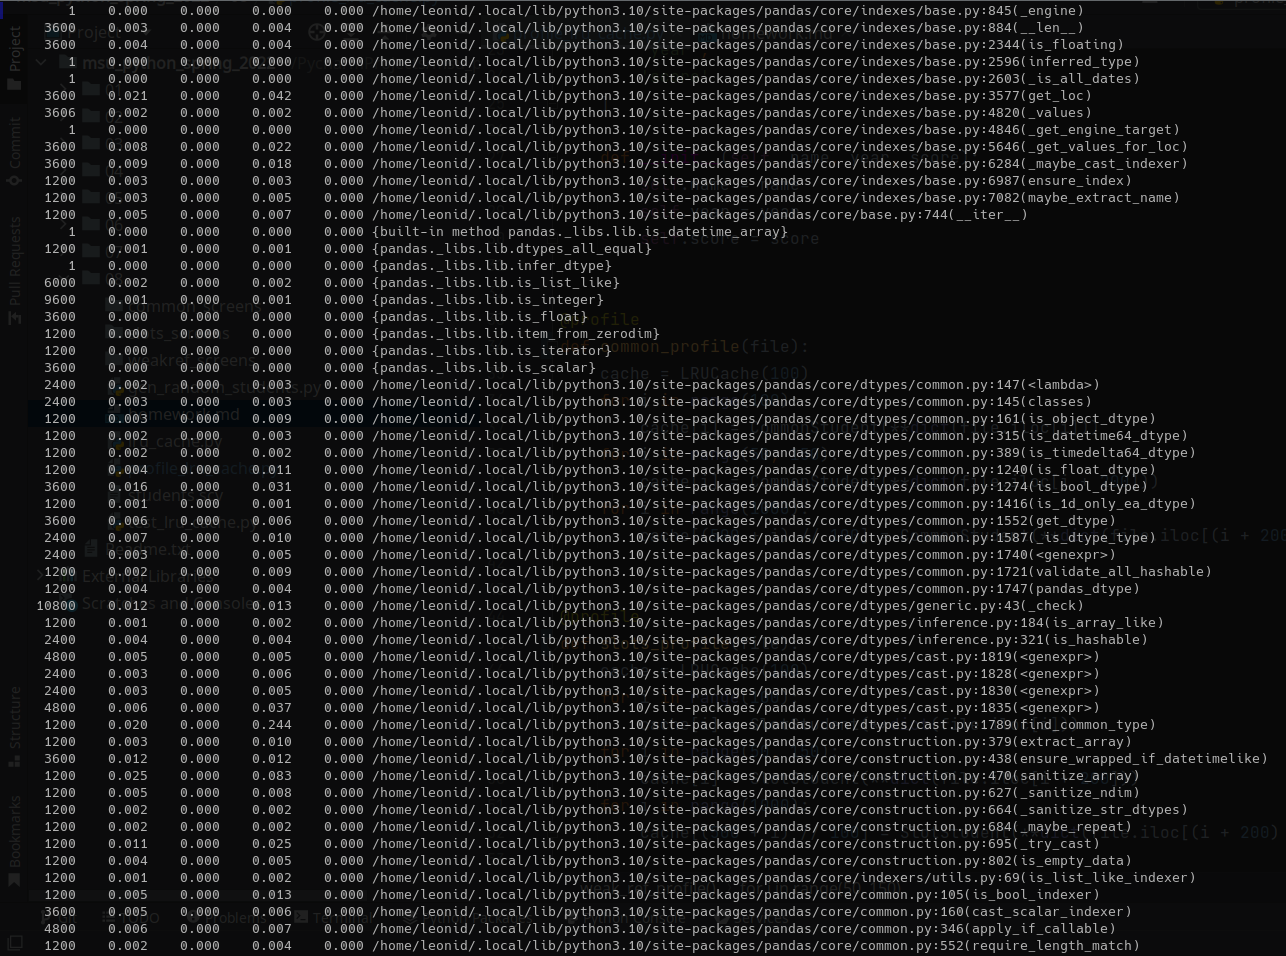 1 0.000 0.000 0.000 0.000 /home/leonid/.local/lib/python3.10/site-packages/pandas/core/indexes/base.py:845(_engine)
3600 0.003 0.000 0.004 0.000 /home/leonid/.local/lib/python3.10/site-packages/pandas/core/indexes/base.py:884(__len__)
3600 0.004 0.000 0.004 0.000 /home/leonid/.local/lib/python3.10/site-packages/pandas/core/indexes/base.py:2344(is_floating)
1 0.000 0.000 0.000 0.000 /home/leonid/.local/lib/python3.10/site-packages/pandas/core/indexes/base.py:2596(inferred_type)
1 0.000 0.000 0.000 0.000 /home/leonid/.local/lib/python3.10/site-packages/pandas/core/indexes/base.py:2603(_is_all_dates)
3600 0.021 0.000 0.042 0.000 /home/leonid/.local/lib/python3.10/site-packages/pandas/core/indexes/base.py:3577(get_loc)
3606 0.002 0.000 0.002 0.000 /home/leonid/.local/lib/python3.10/site-packages/pandas/core/indexes/base.py:4820(_values)
1 0.000 0.000 0.000 0.000 /home/leonid/.local/lib/python3.10/site-packages/pandas/core/indexes/base.py:4846(_get_engine_target)
3600 0.008 0.000 0.022 0.000 /home/leonid/.local/lib/python3.10/site-packages/pandas/core/indexes/base.py:5646(_get_values_for_loc)
3600 0.009 0.000 0.018 0.000 /home/leonid/.local/lib/python3.10/site-packages/pandas/core/indexes/base.py:6284(_maybe_cast_indexer)
1200 0.003 0.000 0.003 0.000 /home/leonid/.local/lib/python3.10/site-packages/pandas/core/indexes/base.py:6987(ensure_index)
1200 0.003 0.000 0.005 0.000 /home/leonid/.local/lib/python3.10/site-packages/pandas/core/indexes/base.py:7082(maybe_extract_name)
1200 0.005 0.000 0.007 0.000 /home/leonid/.local/lib/python3.10/site-packages/pandas/core/base.py:744(__iter__)
1 0.000 0.000 0.000 0.000 {built-in method pandas._libs.lib.is_datetime_array}
1200 0.001 0.000 0.001 0.000 {pandas._libs.lib.dtypes_all_equal}
1 0.000 0.000 0.000 0.000 {pandas._libs.lib.infer_dtype}
6000 0.002 0.000 0.002 0.000 {pandas._libs.lib.is_list_like}
9600 0.001 0.000 0.001 0.000 {pandas._libs.lib.is_integer}
3600 0.000 0.000 0.000 0.000 {pandas._libs.lib.is_float}
1200 0.000 0.000 0.000 0.000 {pandas._libs.lib.item_from_zerodim}
1200 0.000 0.000 0.000 0.000 {pandas._libs.lib.is_iterator}
3600 0.000 0.000 0.000 0.000 {pandas._libs.lib.is_scalar}
2400 0.002 0.000 0.003 0.000 /home/leonid/.local/lib/python3.10/site-packages/pandas/core/dtypes/common.py:147(<lambda>)
2400 0.003 0.000 0.003 0.000 /home/leonid/.local/lib/python3.10/site-packages/pandas/core/dtypes/common.py:145(classes)
1200 0.003 0.000 0.009 0.000 /home/leonid/.local/lib/python3.10/site-packages/pandas/core/dtypes/common.py:161(is_object_dtype)
1200 0.002 0.000 0.003 0.000 /home/leonid/.local/lib/python3.10/site-packages/pandas/core/dtypes/common.py:315(is_datetime64_dtype)
1200 0.002 0.000 0.002 0.000 /home/leonid/.local/lib/python3.10/site-packages/pandas/core/dtypes/common.py:389(is_timedelta64_dtype)
1200 0.004 0.000 0.011 0.000 /home/leonid/.local/lib/python3.10/site-packages/pandas/core/dtypes/common.py:1240(is_float_dtype)
3600 0.016 0.000 0.031 0.000 /home/leonid/.local/lib/python3.10/site-packages/pandas/core/dtypes/common.py:1274(is_bool_dtype)
1200 0.001 0.000 0.001 0.000 /home/leonid/.local/lib/python3.10/site-packages/pandas/core/dtypes/common.py:1416(is_1d_only_ea_dtype)
3600 0.006 0.000 0.006 0.000 /home/leonid/.local/lib/python3.10/site-packages/pandas/core/dtypes/common.py:1552(get_dtype)
2400 0.007 0.000 0.010 0.000 /home/leonid/.local/lib/python3.10/site-packages/pandas/core/dtypes/common.py:1587(_is_dtype_type)
2400 0.003 0.000 0.005 0.000 /home/leonid/.local/lib/python3.10/site-packages/pandas/core/dtypes/common.py:1740(<genexpr>)
1200 0.002 0.000 0.009 0.000 /home/leonid/.local/lib/python3.10/site-packages/pandas/core/dtypes/common.py:1721(validate_all_hashable)
1200 0.004 0.000 0.004 0.000 /home/leonid/.local/lib/python3.10/site-packages/pandas/core/dtypes/common.py:1747(pandas_dtype)
10800 0.012 0.000 0.013 0.000 /home/leonid/.local/lib/python3.10/site-packages/pandas/core/dtypes/generic.py:43(_check)
1200 0.001 0.000 0.002 0.000 /home/leonid/.local/lib/python3.10/site-packages/pandas/core/dtypes/inference.py:184(is_array_like)
2400 0.004 0.000 0.004 0.000 /home/leonid/.local/lib/python3.10/site-packages/pandas/core/dtypes/inference.py:321(is_hashable)
4800 0.005 0.000 0.005 0.000 /home/leonid/.local/lib/python3.10/site-packages/pandas/core/dtypes/cast.py:1819(<genexpr>)
2400 0.003 0.000 0.006 0.000 /home/leonid/.local/lib/python3.10/site-packages/pandas/core/dtypes/cast.py:1828(<genexpr>)
2400 0.003 0.000 0.005 0.000 /home/leonid/.local/lib/python3.10/site-packages/pandas/core/dtypes/cast.py:1830(<genexpr>)
4800 0.006 0.000 0.037 0.000 /home/leonid/.local/lib/python3.10/site-packages/pandas/core/dtypes/cast.py:1835(<genexpr>)
1200 0.020 0.000 0.244 0.000 /home/leonid/.local/lib/python3.10/site-packages/pandas/core/dtypes/cast.py:1789(find_common_type)
1200 0.003 0.000 0.010 0.000 /home/leonid/.local/lib/python3.10/site-packages/pandas/core/construction.py:379(extract_array)
3600 0.012 0.000 0.012 0.000 /home/leonid/.local/lib/python3.10/site-packages/pandas/core/construction.py:438(ensure_wrapped_if_datetimelike)
1200 0.025 0.000 0.083 0.000 /home/leonid/.local/lib/python3.10/site-packages/pandas/core/construction.py:470(sanitize_array)
1200 0.005 0.000 0.008 0.000 /home/leonid/.local/lib/python3.10/site-packages/pandas/core/construction.py:627(_sanitize_ndim)
1200 0.002 0.000 0.002 0.000 /home/leonid/.local/lib/python3.10/site-packages/pandas/core/construction.py:664(_sanitize_str_dtypes)
1200 0.002 0.000 0.002 0.000 /home/leonid/.local/lib/python3.10/site-packages/pandas/core/construction.py:684(_maybe_repeat)
1200 0.011 0.000 0.025 0.000 /home/leonid/.local/lib/python3.10/site-packages/pandas/core/construction.py:695(_try_cast)
1200 0.004 0.000 0.005 0.000 /home/leonid/.local/lib/python3.10/site-packages/pandas/core/construction.py:802(is_empty_data)
1200 0.001 0.000 0.002 0.000 /home/leonid/.local/lib/python3.10/site-packages/pandas/core/indexers/utils.py:69(is_list_like_indexer)
1200 0.005 0.000 0.013 0.000 /home/leonid/.local/lib/python3.10/site-packages/pandas/core/common.py:105(is_bool_indexer)
3600 0.005 0.000 0.006 0.000 /home/leonid/.local/lib/python3.10/site-packages/pandas/core/common.py:160(cast_scalar_indexer)
4800 0.006 0.000 0.007 0.000 /home/leonid/.local/lib/python3.10/site-packages/pandas/core/common.py:346(apply_if_callable)
1200 0.002 0.000 0.004 0.000 /home/leonid/.local/lib/python3.10/site-packages/pandas/core/common.py:552(require_length_match)
Project
Commit
Pull Requests
Structure
Bookmarks